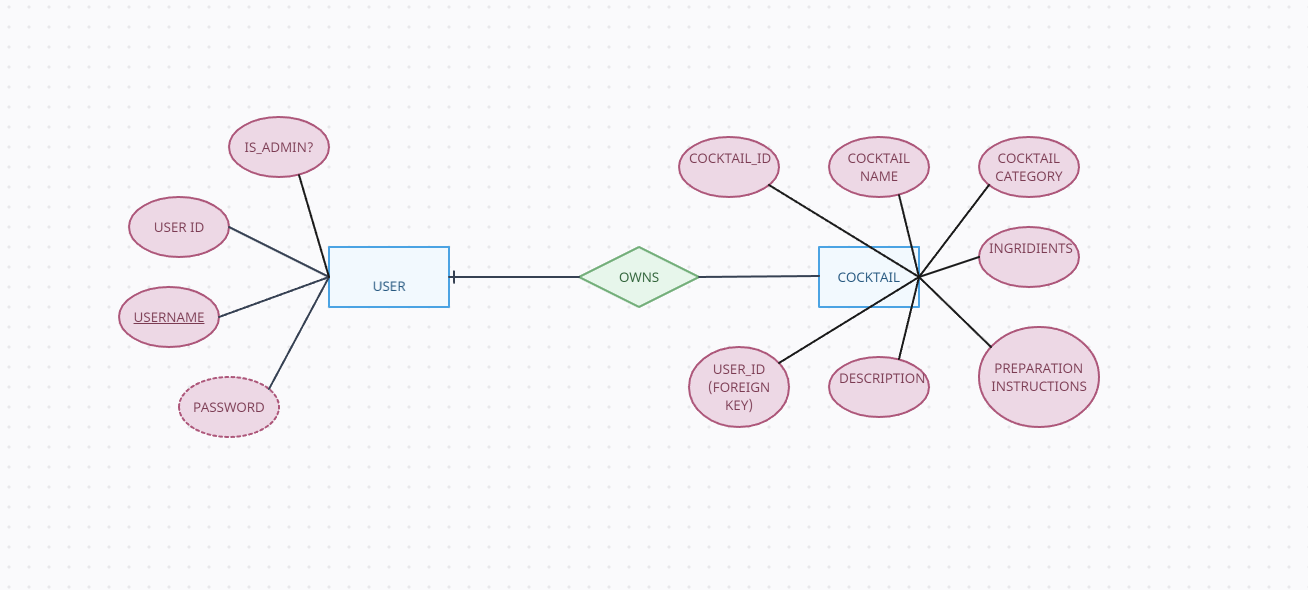 IS_ADMIN?
USER ID
USERNAME
PASSWORD
USER
OWNS
COCKTAIL_ID
COCKTAIL
NAME
COCKTAIL
CATEGORY
INGRIDIENTS
COCKTAIL
USER_ID
(FOREIGN
KEY)
DESCRIPTION
PREPARATION
INSTRUCTIONS